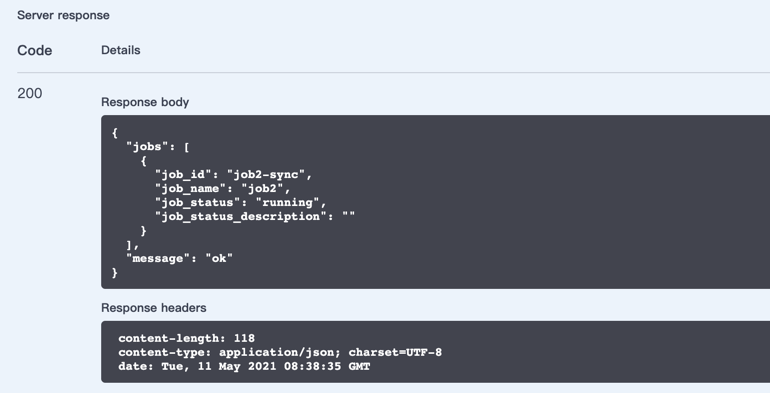 Server response
Code Details
200
Response body
{
  "jobs": [
    {
      "job_id": "job2-sync",
      "job_name": "job2",
      "job_status": "running",
      "job_status_description": ""
    }
  ],
  "message": "ok"
}
Response headers
content-length: 118
content-type: application/json; charset=UTF-8
date: Tue, 11 May 2021 08:38:35 GMT